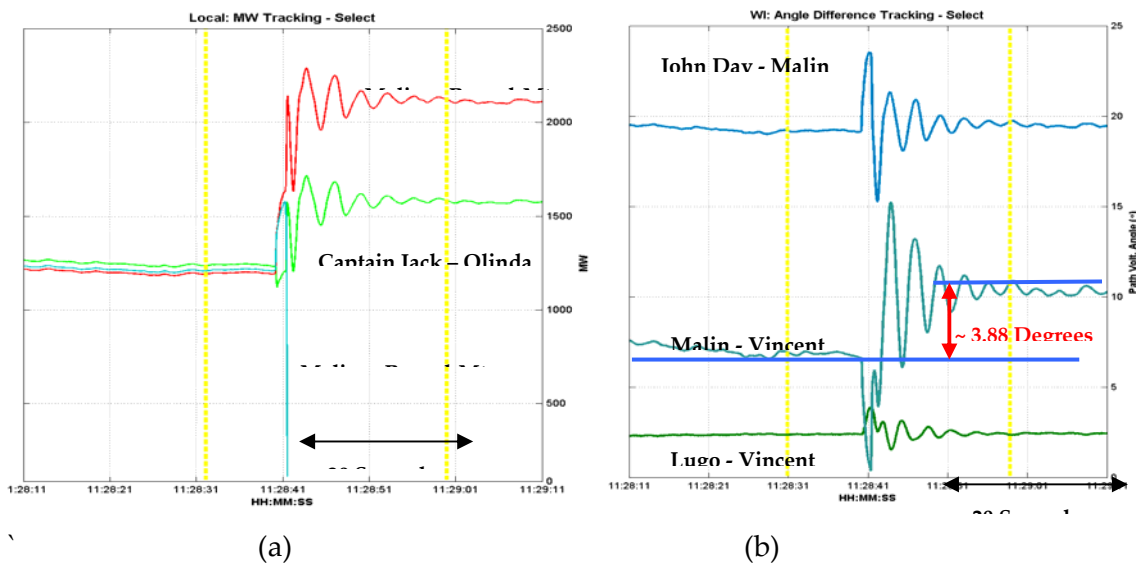 Local: MW Tracking - Select
2500
2000
1500
MW
1000
500
0
Captain Jack – Olinda
1:28:11
11:28:21
11:28:31
11:28:41
11:28:51
11:29:01
11:29:11
HH:MM:SS
(a)
WI: Angle Difference Tracking - Select
25
20
15
Path Volt. Angle (°)
10
5
0
John Day - Malin
Malin - Vincent
~ 3.88 Degrees
Lugo - Vincent
11:28:11
11:28:21
11:28:31
11:28:41
11:29:01
HH:MM:SS
(b)